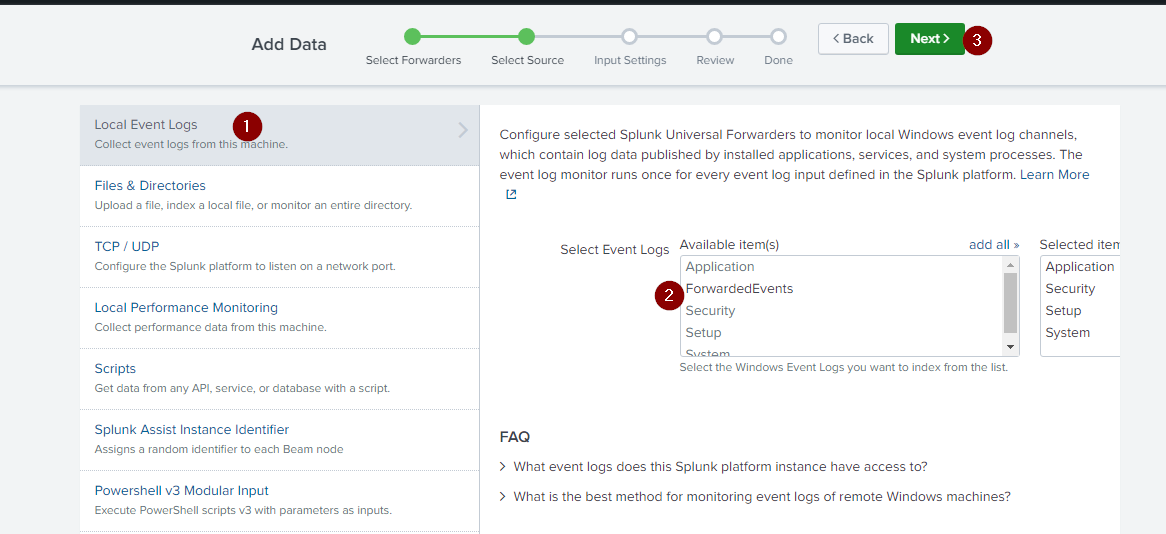 Add Data
Select Forwarders
Select Source
Input Settings
Review
Done
< Back
Next >
3
Local Event Logs
1
Collect event logs from this machine.
Files & Directories
Upload a file, index a local file, or monitor an entire directory.
TCP / UDP
Configure the Splunk platform to listen on a network port.
Local Performance Monitoring
Collect performance data from this machine.
Scripts
Get data from any API, service, or database with a script.
Splunk Assist Instance Identifier
Assigns a random identifier to each Beam node
Powershell v3 Modular Input
Execute PowerShell scripts v3 with parameters as inputs.
Configure selected Splunk Universal Forwarders to monitor local Windows event log channels,
which contain log data published by installed applications, services, and system processes. The
event log monitor runs once for every event log input defined in the Splunk platform. Learn More
Select Event Logs
Available item(s)
add all »
Application
2
ForwardedEvents
Security
Setup
System
Selected item
Application
Security
Setup
System
Select the Windows Event Logs you want to index from the list.
FAQ
> What event logs does this Splunk platform instance have access to?
> What is the best method for monitoring event logs of remote Windows machines?